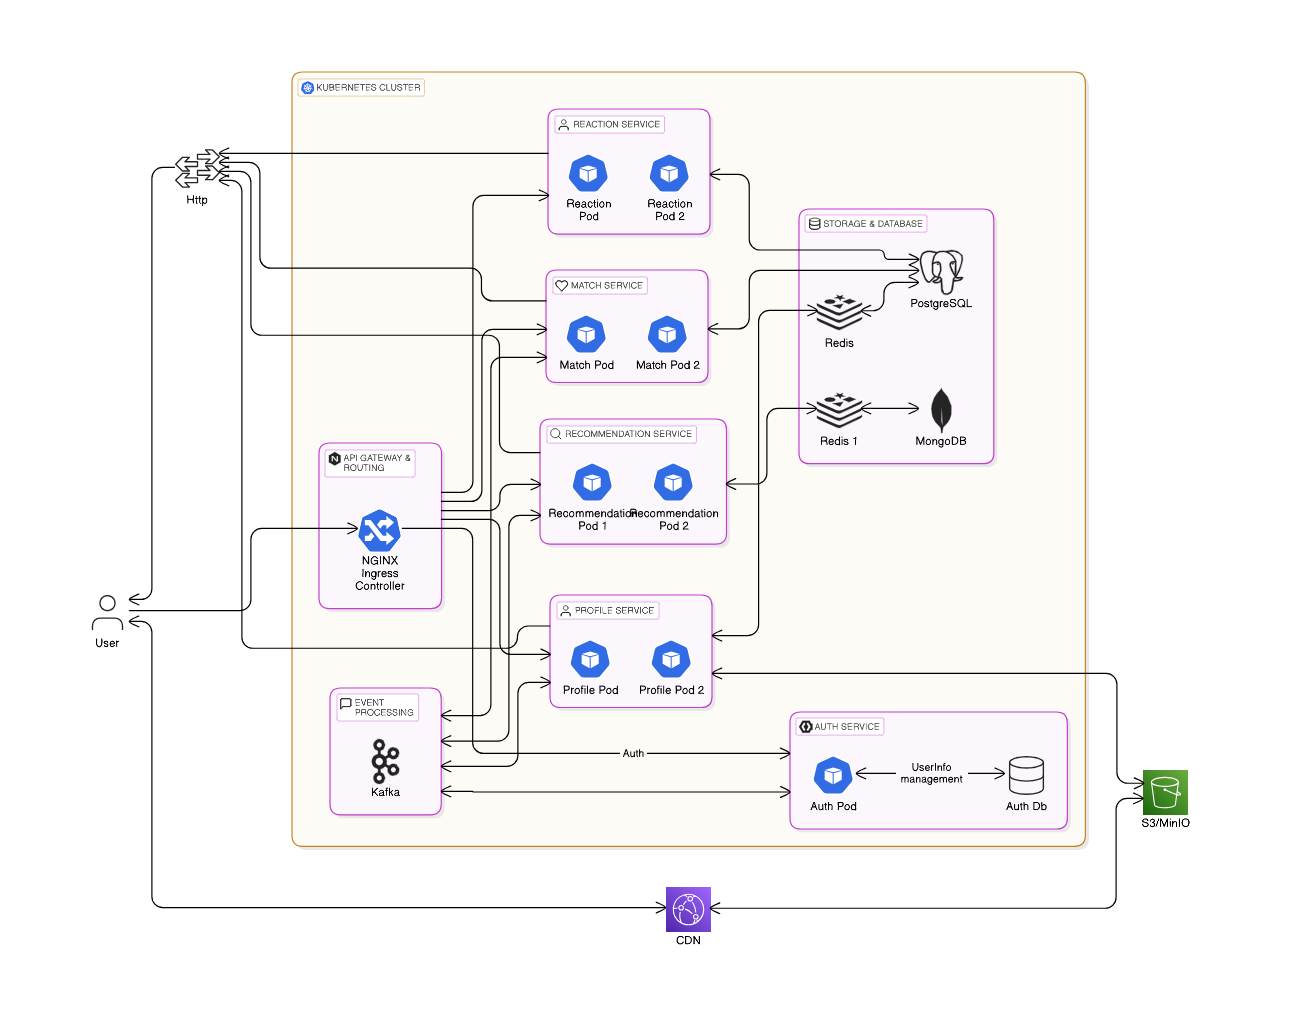 KUBERNETES CLUSTER
REACTION SERVICE
Reaction
Pod
Reaction
Pod 2
Http
STORAGE & DATABASE
PostgreSQL
Redis
Redis 1
MongoDB
MATCH SERVICE
Match Pod
Match Pod 2
RECOMMENDATION SERVICE
Recommendation
Pod 1
Recommendation
Pod 2
API GATEWAY &
ROUTING
NGINX
Ingress
Controller
User
PROFILE SERVICE
Profile Pod
Profile Pod 2
EVENT
PROCESSING
Kafka
Auth
AUTH SERVICE
Auth Pod
UserInfo
management
Auth Db
S3/MinIO
CDN